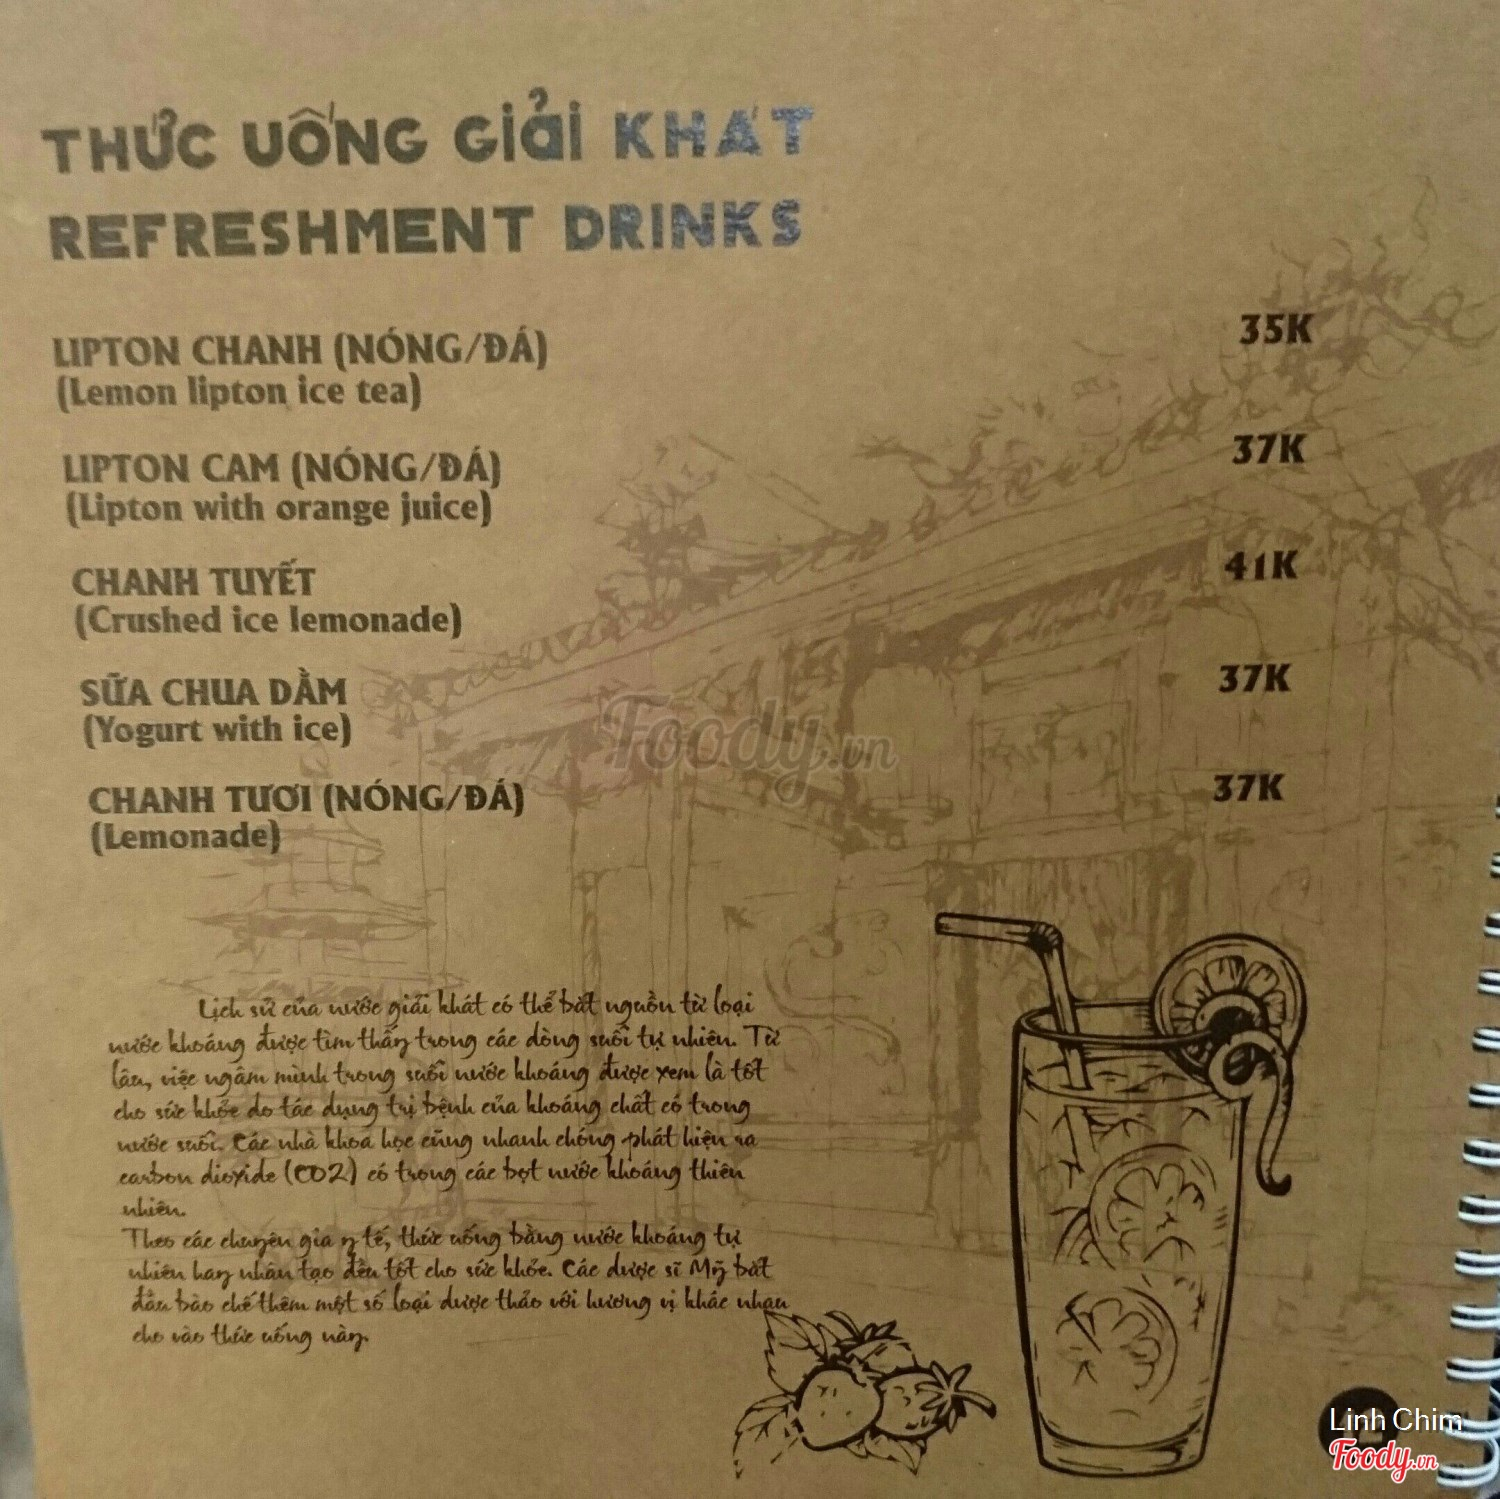 THỨC UỐNG GIẢI KHÁT
REFRESHMENT DRINKS
LIPTON CHANH (NÓNG/ĐÁ) 35K
(Lemon lipton ice tea)
LIPTON CAM (NÓNG/ĐÁ) 37K
(Lipton with orange juice)
CHANH TUYẾT 41K
(Crushed ice lemonade)
SỮA CHUA DẰM 37K
(Yogurt with ice)
CHANH TƯƠI (NÓNG/ĐÁ) 37K
(Lemonade)
Foody.vn
Lịch sử của nước giải khát có thể bắt nguồn từ loại
nước khoáng được tìm thấy trong các dòng suối tự nhiên. Từ
lâu, việc ngâm mình trong suối nước khoáng được xem là tốt
cho sức khỏe do tác dụng trị bệnh của khoáng chất có trong
nước suối. Các nhà khoa học cũng nhanh chóng phát hiện ra
carbon dioxide (CO2) có trong các bọt nước khoáng thiên
nhiên.
Theo các chuyên gia y tế, thức uống bằng nước khoáng tự
nhiên hay nhân tạo đều tốt cho sức khỏe. Các dược sĩ Mỹ bắt
đầu bào chế thêm một số loại dược thảo với hương vị khác nhau
cho vào thức uống này.
Linh Chim
Foody.vn